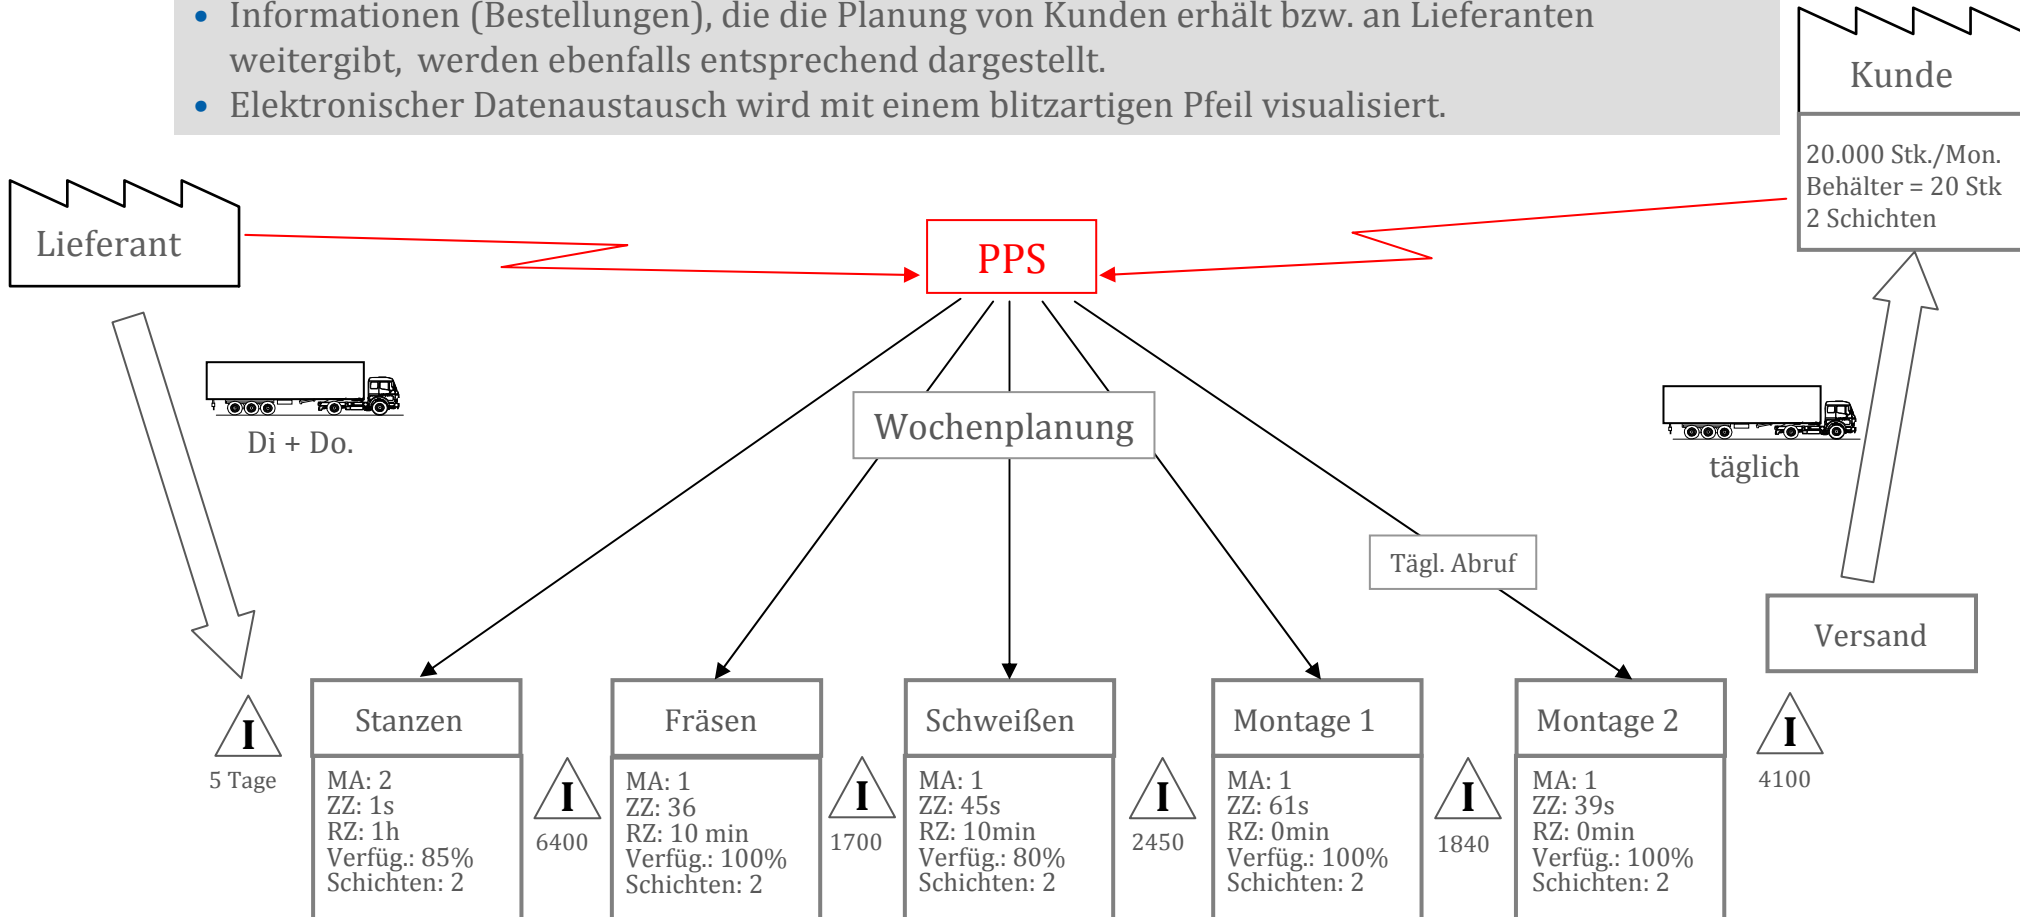 • Informationen (Bestellungen), die die Planung von Kunden erhält bzw. an Lieferanten
weitergibt, werden ebenfalls entsprechend dargestellt.
• Elektronischer Datenaustausch wird mit einem blitzartigen Pfeil visualisiert.
Kunde
20.000 Stk./Mon.
Behälter = 20 Stk
2 Schichten
Lieferant
PPS
Di + Do.
Wochenplanung
täglich
Tägl. Abruf
Versand
I
5 Tage
Stanzen
MA: 2
ZZ: 1s
RZ: 1h
Verfüg.: 85%
Schichten: 2
I
6400
Fräsen
MA: 1
ZZ: 36
RZ: 10 min
Verfüg.: 100%
Schichten: 2
I
1700
Schweißen
MA: 1
ZZ: 45s
RZ: 10min
Verfüg.: 80%
Schichten: 2
I
2450
Montage 1
MA: 1
ZZ: 61s
RZ: 0min
Verfüg.: 100%
Schichten: 2
I
1840
Montage 2
MA: 1
ZZ: 39s
RZ: 0min
Verfüg.: 100%
Schichten: 2
I
4100